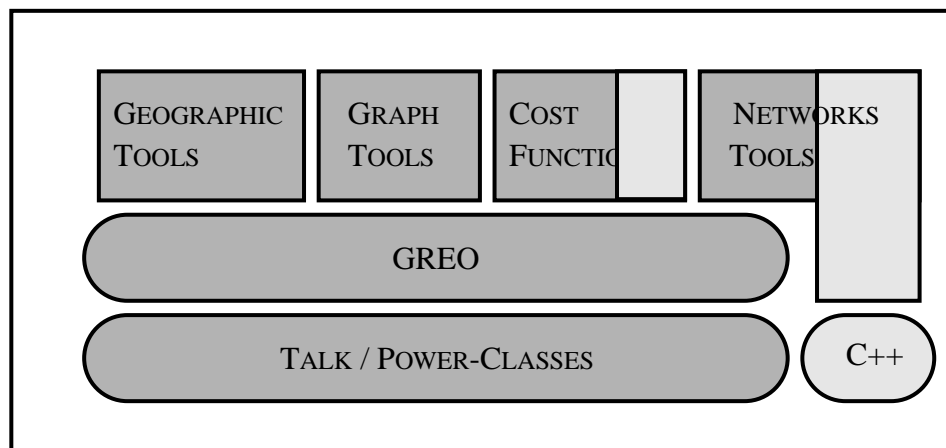 GEOGRAPHIC
TOOLS
GRAPH
TOOLS
COST
FUNCTIO
NETWORKS
TOOLS
GREO
TALK / POWER-CLASSES
C++